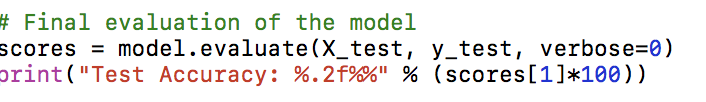 # Final evaluation of the model
scores = model.evaluate(X_test, y_test, verbose=0)
print("Test Accuracy: %.2f%%" % (scores[1]*100))